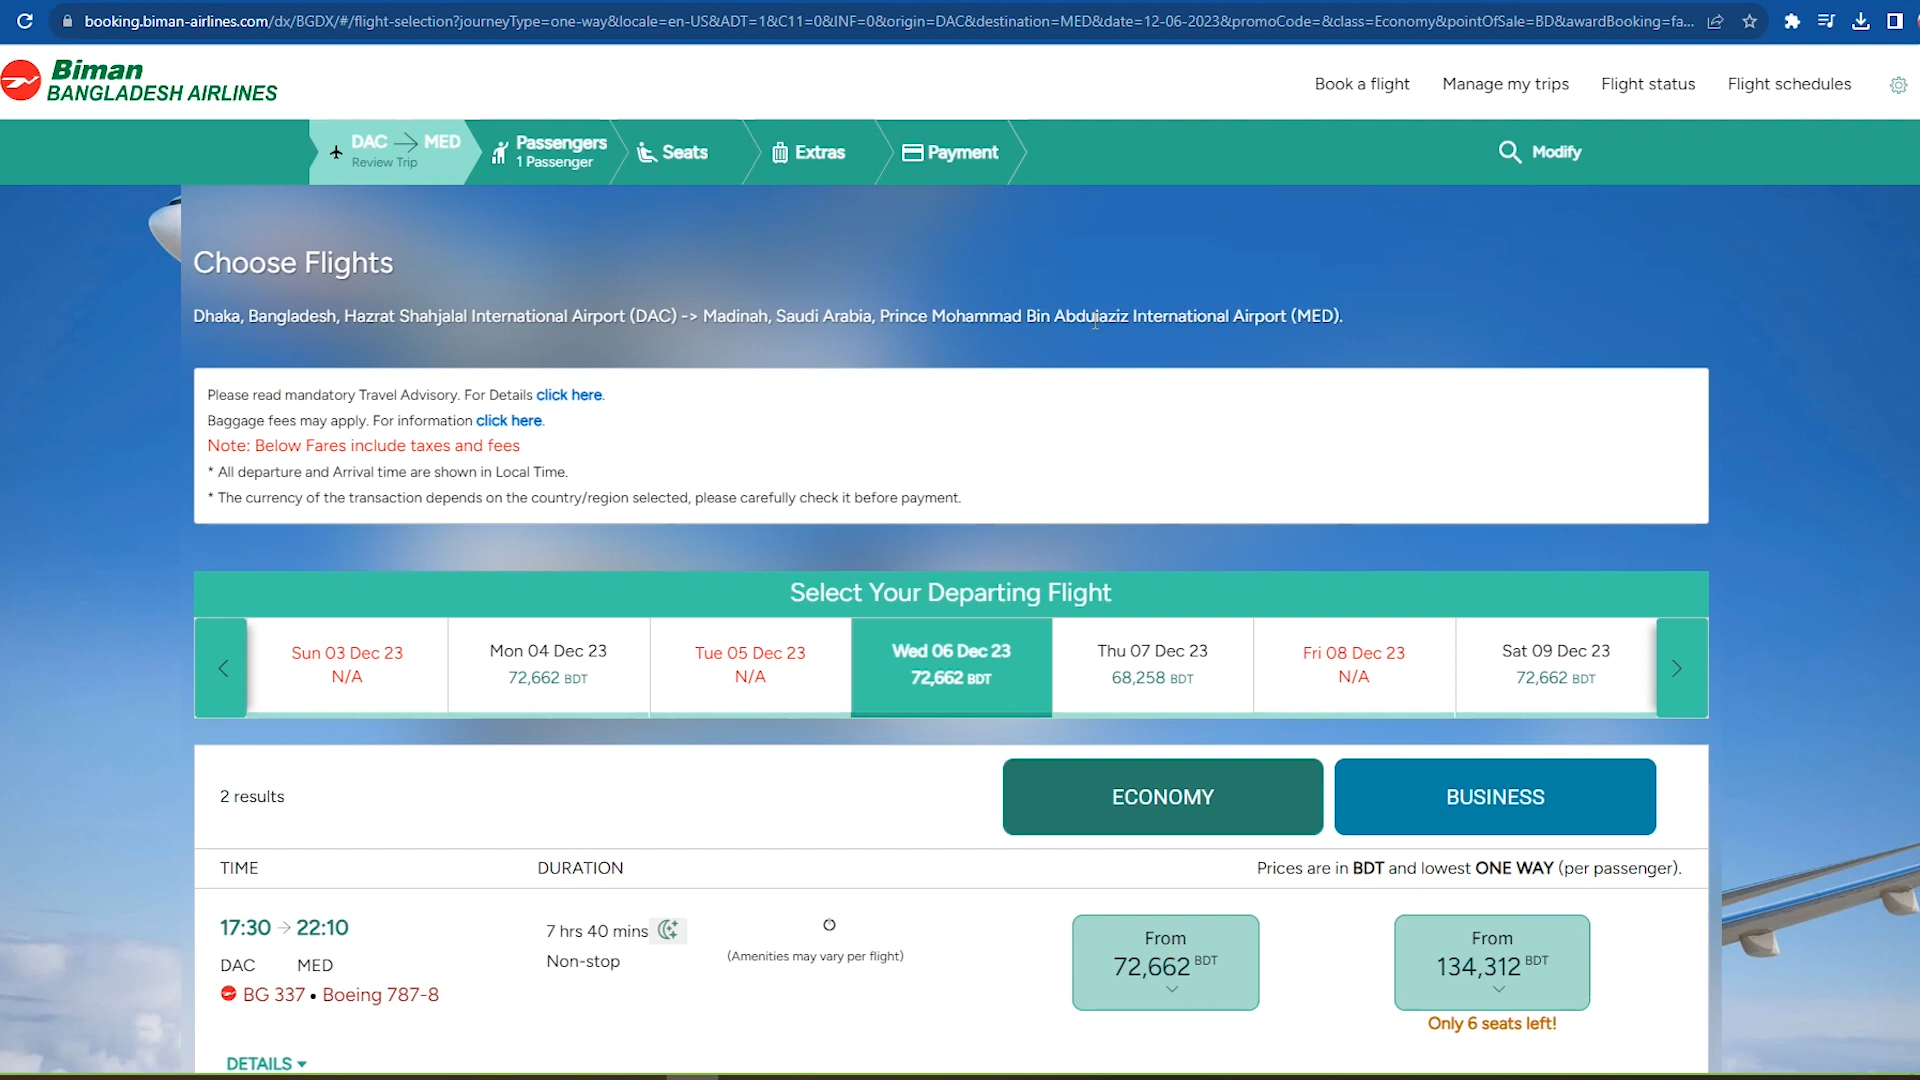 booking.biman-airlines.com/dx/BGDX/#/flight-selection?journeyType=one-way&locale=en-US&ADT=1&C11=0&INF=0&origin=DAC&destination=MED&date=12-06-2023&promoCode=&class=Economy&pointOfSale=BD&awardBooking=fa...
Biman
BANGLADESH AIRLINES
Book a flight Manage my trips Flight status Flight schedules
DAC → MED
Review Trip
Passengers
1 Passenger
Seats
Extras
Payment
Modify
Choose Flights
Dhaka, Bangladesh, Hazrat Shahjalal International Airport (DAC) -> Madinah, Saudi Arabia, Prince Mohammad Bin Abdulaziz International Airport (MED).
Please read mandatory Travel Advisory. For Details click here.
Baggage fees may apply. For information click here.
Note: Below Fares include taxes and fees
* All departure and Arrival time are shown in Local Time.
* The currency of the transaction depends on the country/region selected, please carefully check it before payment.
Select Your Departing Flight
Sun 03 Dec 23
N/A
Mon 04 Dec 23
72,662 BDT
Tue 05 Dec 23
N/A
Wed 06 Dec 23
72,662 BDT
Thu 07 Dec 23
68,258 BDT
Fri 08 Dec 23
N/A
Sat 09 Dec 23
72,662 BDT
2 results
ECONOMY
BUSINESS
TIME DURATION Prices are in BDT and lowest ONE WAY (per passenger).
17:30 → 22:10
DAC MED
BG 337 • Boeing 787-8
7 hrs 40 mins
Non-stop
(Amenities may vary per flight)
From
72,662 BDT
From
134,312 BDT
Only 6 seats left!
DETAILS